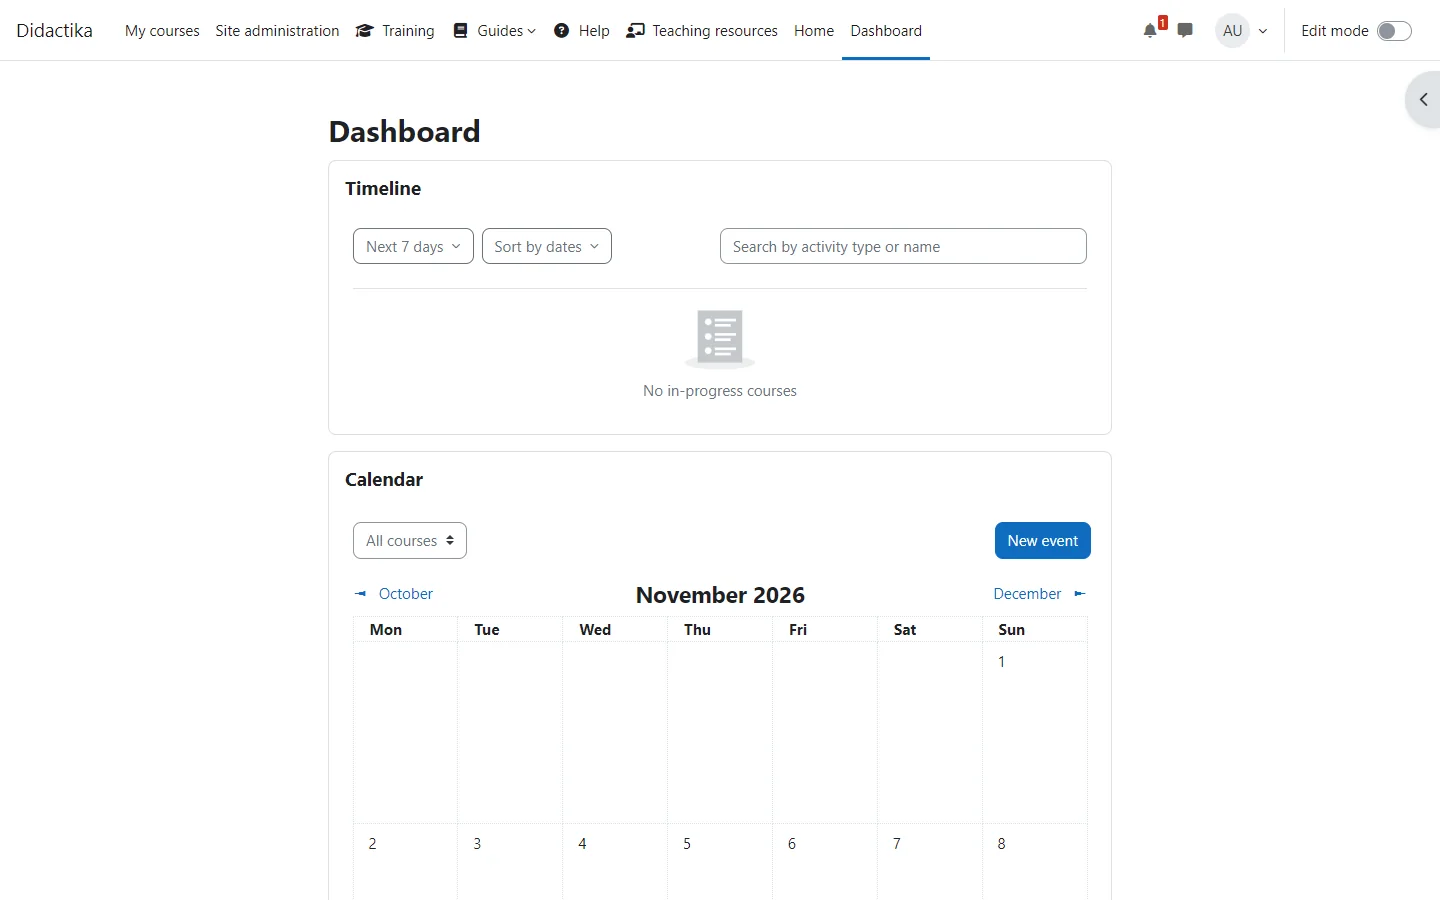 Didactika My courses Site administration Training Guides Help Teaching resources Home Dashboard 1 AU Edit mode
Dashboard
Timeline
Next 7 days Sort by dates Search by activity type or name
No in-progress courses
Calendar
All courses New event
October November 2026 December
Mon Tue Wed Thu Fri Sat Sun
1
2 3 4 5 6 7 8